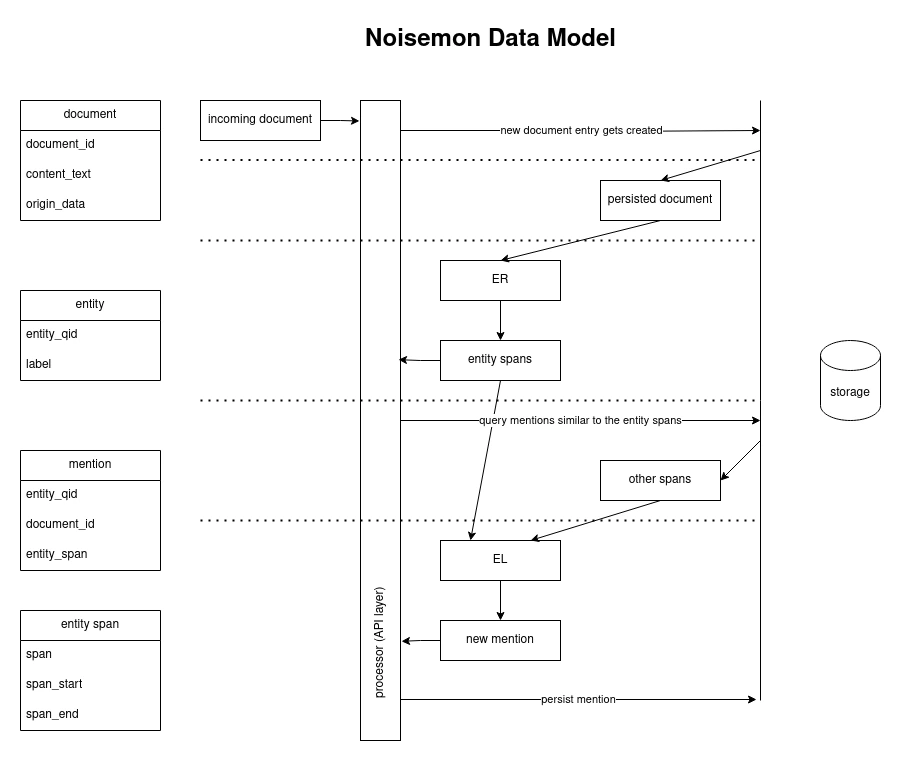 Noisemon Data Model
document
document_id
content_text
origin_data
entity
entity_qid
label
mention
entity_qid
document_id
entity_span
entity span
span
span_start
span_end
incoming document
new document entry gets created
persisted document
ER
entity spans
query mentions similar to the entity spans
other spans
EL
new mention
persist mention
processor (API layer)
storage